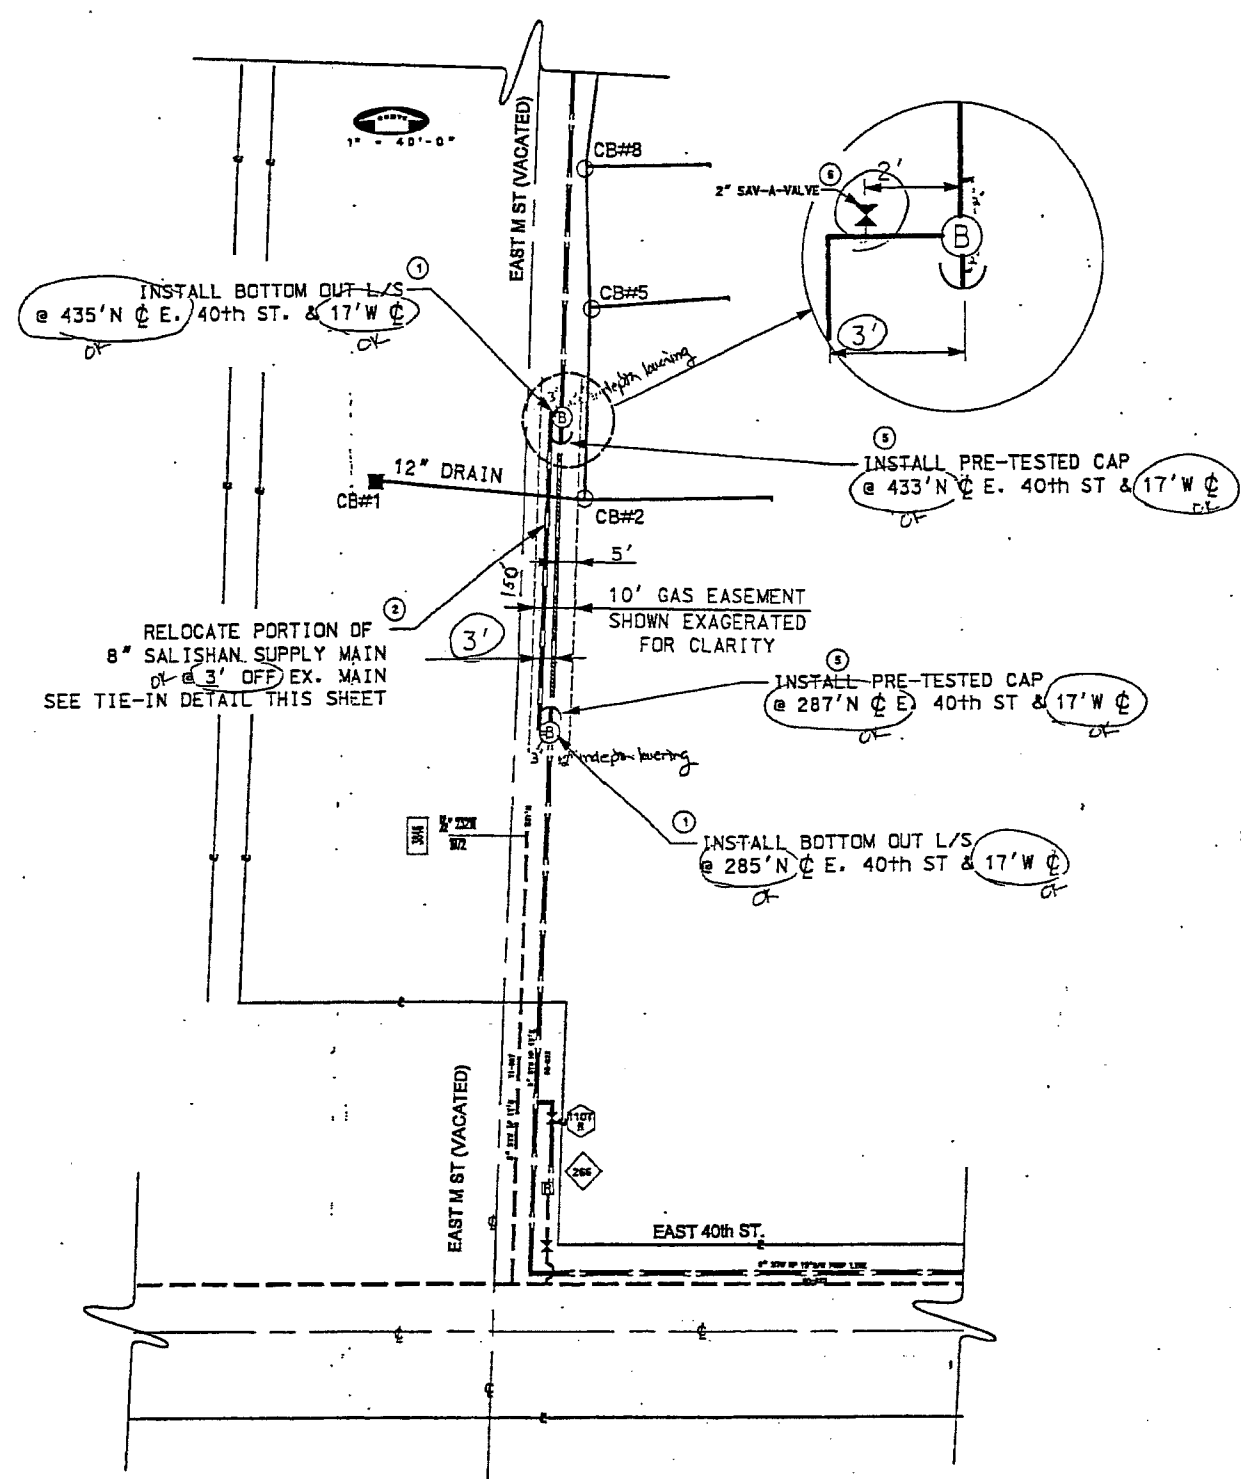 NORTH
1" = 40'-0"
EAST M ST (VACATED)
CB#8
2" SAV-A-VALVE
6
2'
B
3'
1
INSTALL BOTTOM OUT L/S
@ 435'N ℄ E. 40th ST. & 17'W ℄
OK
OK
CB#5
depth lowering
3'
B
5
INSTALL PRE-TESTED CAP
@ 433'N ℄ E. 40th ST & 17'W ℄
OK
OK
12" DRAIN
CB#1
CB#2
5'
150'
10' GAS EASEMENT
SHOWN EXAGERATED
FOR CLARITY
2
RELOCATE PORTION OF
8" SALISHAN SUPPLY MAIN
OK @ 3' OFF EX. MAIN
SEE TIE-IN DETAIL THIS SHEET
3'
5
INSTALL PRE-TESTED CAP
@ 287'N ℄ E. 40th ST & 17'W ℄
OK
OK
B
3'
depth lowering
1
INSTALL BOTTOM OUT L/S
@ 285'N ℄ E. 40th ST & 17'W ℄
OK
OK
EAST M ST (VACATED)
266
EAST 40th ST.
℄
℄